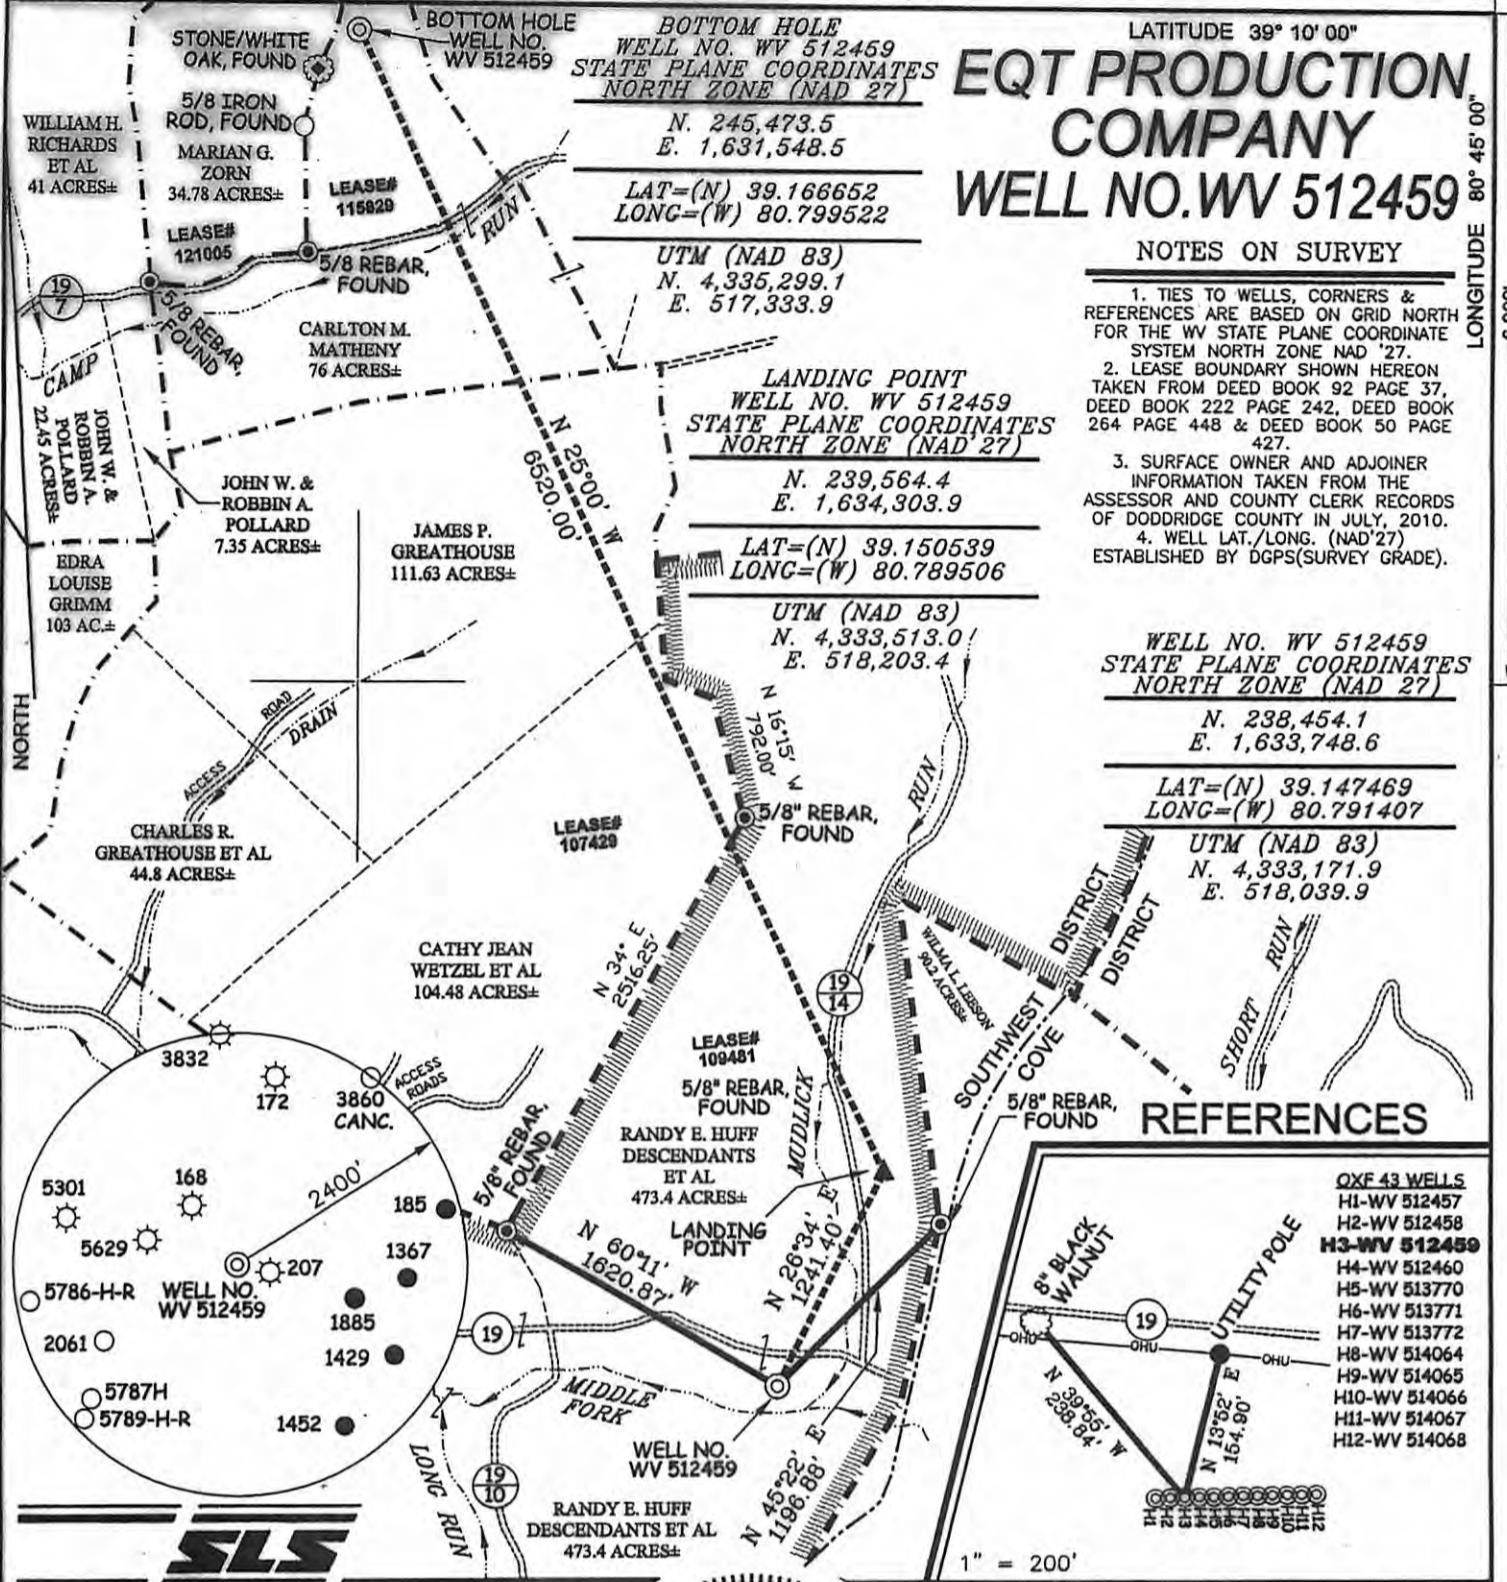 LATITUDE 39° 10' 00"
EQT PRODUCTION
COMPANY
WELL NO. WV 512459
LONGITUDE 80° 45' 00"
NOTES ON SURVEY
1. TIES TO WELLS, CORNERS &
REFERENCES ARE BASED ON GRID NORTH
FOR THE WV STATE PLANE COORDINATE
SYSTEM NORTH ZONE NAD '27.
2. LEASE BOUNDARY SHOWN HEREON
TAKEN FROM DEED BOOK 92 PAGE 37,
DEED BOOK 222 PAGE 242, DEED BOOK
264 PAGE 448 & DEED BOOK 50 PAGE
427.
3. SURFACE OWNER AND ADJOINER
INFORMATION TAKEN FROM THE
ASSESSOR AND COUNTY CLERK RECORDS
OF DODDRIDGE COUNTY IN JULY, 2010.
4. WELL LAT./LONG. (NAD'27)
ESTABLISHED BY DGPS(SURVEY GRADE).
BOTTOM HOLE
WELL NO. WV 512459
STATE PLANE COORDINATES
NORTH ZONE (NAD 27)
N. 245,473.5
E. 1,631,548.5
LAT=(N) 39.166652
LONG=(W) 80.799522
UTM (NAD 83)
N. 4,335,299.1
E. 517,333.9
LANDING POINT
WELL NO. WV 512459
STATE PLANE COORDINATES
NORTH ZONE (NAD 27)
N. 239,564.4
E. 1,634,303.9
LAT=(N) 39.150539
LONG=(W) 80.789506
UTM (NAD 83)
N. 4,333,513.0
E. 518,203.4
WELL NO. WV 512459
STATE PLANE COORDINATES
NORTH ZONE (NAD 27)
N. 238,454.1
E. 1,633,748.6
LAT=(N) 39.147469
LONG=(W) 80.791407
UTM (NAD 83)
N. 4,333,171.9
E. 518,039.9
BOTTOM HOLE
WELL NO.
WV 512459
STONE/WHITE
OAK, FOUND
5/8 IRON
ROD, FOUND
WILLIAM H.
RICHARDS
ET AL
41 ACRES±
MARIAN G.
ZORN
34.78 ACRES±
LEASE#
115829
LEASE#
121005
RUN
5/8 REBAR,
FOUND
19
7
5/8 REBAR,
FOUND
CARLTON M.
MATHENY
76 ACRES±
CAMP
JOHN W. &
ROBBIN A.
POLLARD
22.45 ACRES±
JOHN W. &
ROBBIN A.
POLLARD
7.35 ACRES±
N 25°00' W
6520.00'
EDRA
LOUISE
GRIMM
103 AC.±
JAMES P.
GREATHOUSE
111.63 ACRES±
NORTH
ROAD
DRAIN
ACCESS
N 16°15' W
792.00'
5/8" REBAR,
FOUND
RUN
LEASE#
107429
CHARLES R.
GREATHOUSE ET AL
44.8 ACRES±
CATHY JEAN
WETZEL ET AL
104.48 ACRES±
N 34° E
2516.25'
19
14
WILMA L. LEESON
90.2 ACRES±
DISTRICT
DISTRICT
SOUTHWEST
COVE
SHORT RUN
LEASE#
109481
5/8" REBAR,
FOUND
5/8" REBAR,
FOUND
MUDLICK
RANDY E. HUFF
DESCENDANTS
ET AL
473.4 ACRES±
LANDING
POINT
5/8" REBAR,
FOUND
N 60°11' W
1620.87'
N 26°34' E
1241.40'
3832
172
3860
CANC.
ACCESS
ROADS
2400'
5301
168
185
5629
207
1367
WELL NO.
WV 512459
5786-H-R
1885
2061
1429
5787H
5789-H-R
1452
19
MIDDLE
FORK
WELL NO.
WV 512459
LONG RUN
19
10
N 45°22' E
1196.88'
RANDY E. HUFF
DESCENDANTS ET AL
473.4 ACRES±
SLS
REFERENCES
OXF 43 WELLS
H1-WV 512457
H2-WV 512458
H3-WV 512459
H4-WV 512460
H5-WV 513770
H6-WV 513771
H7-WV 513772
H8-WV 514064
H9-WV 514065
H10-WV 514066
H11-WV 514067
H12-WV 514068
8" BLACK
WALNUT
UTILITY POLE
19
OHU
OHU
OHU
N 39°55' W
238.84'
N 13°52' E
154.90'
H1
H2
H3
H4
H5
H6
H7
H8
H9
H10
H11
H12
1" = 200'